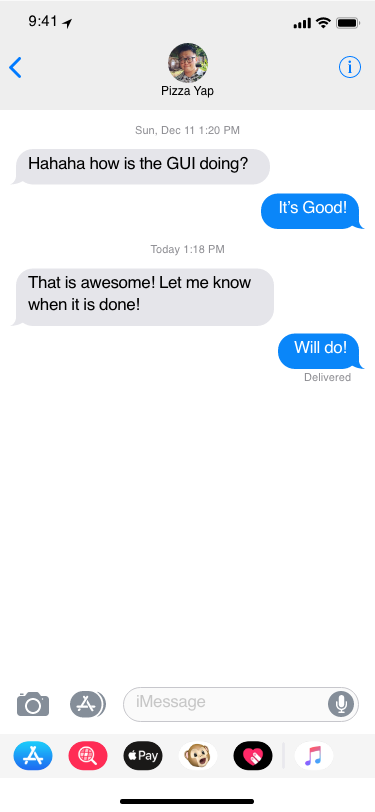 9:41
Pizza Yap
Sun, Dec 11 1:20 PM
Hahaha how is the GUI doing?
It's Good!
Today 1:18 PM
That is awesome! Let me know
when it is done!
Will do!
Delivered
iMessage
Pay